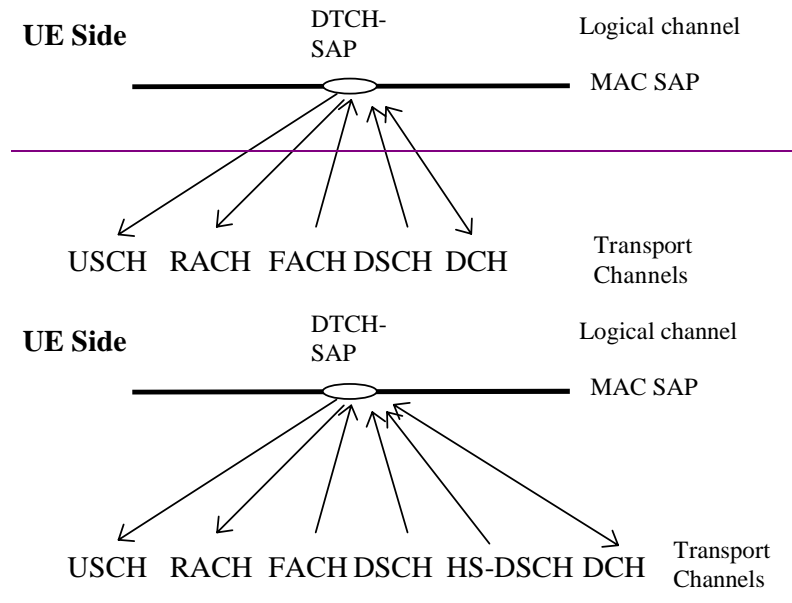 UE Side
DTCH-
SAP
Logical channel
MAC SAP
USCH RACH FACH DSCH DCH
Transport
Channels
UE Side
DTCH-
SAP
Logical channel
MAC SAP
USCH RACH FACH DSCH HS-DSCH DCH
Transport
Channels